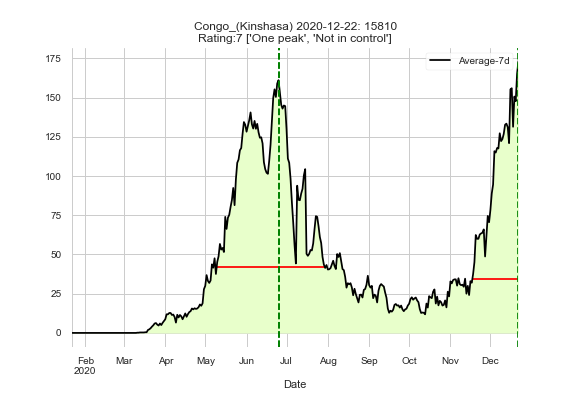 Congo_(Kinshasa) 2020-12-22: 15810
Rating:7 ['One peak', 'Not in control']
Average-7d
175
150
125
100
75
50
25
0
Feb Mar Apr May Jun Jul Aug Sep Oct Nov Dec
2020
Date